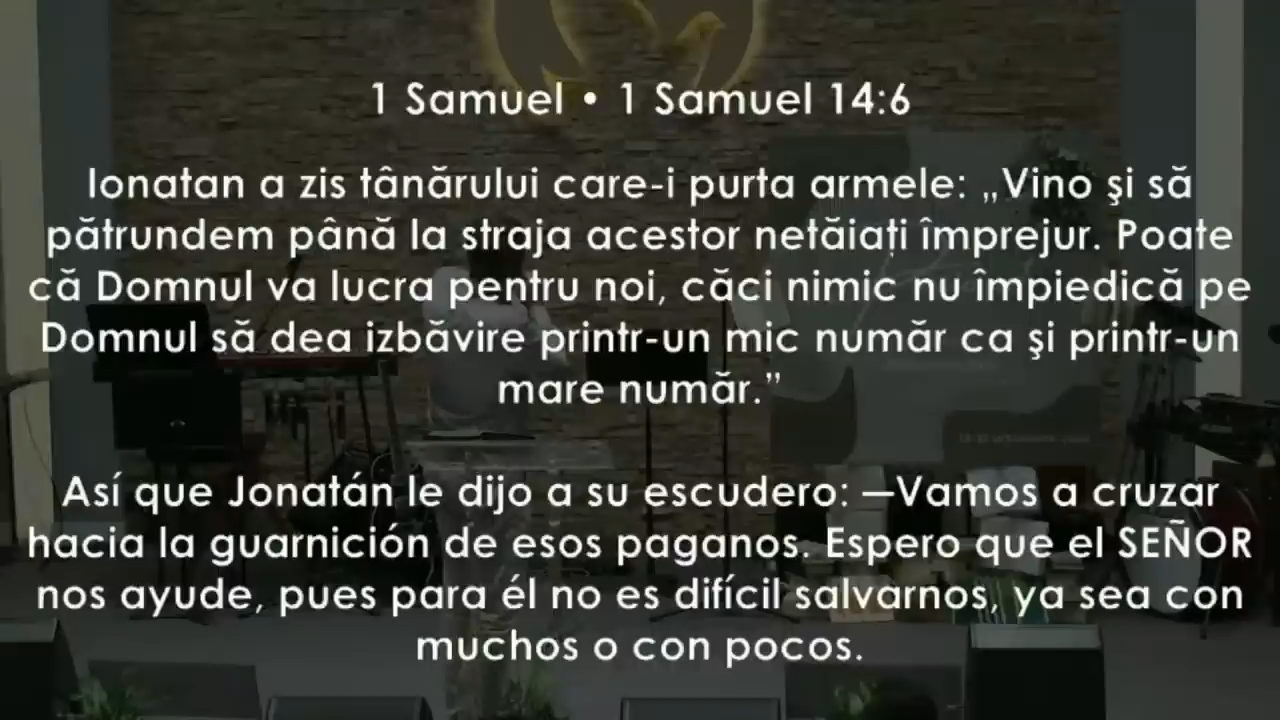 1 Samuel • 1 Samuel 14:6
Ionatan a zis tânărului care-i purta armele: „Vino şi să
pătrundem până la straja acestor netăiaţi împrejur. Poate
că Domnul va lucra pentru noi, căci nimic nu împiedică pe
Domnul să dea izbăvire printr-un mic număr ca şi printr-un
mare număr.”
Así que Jonatán le dijo a su escudero: —Vamos a cruzar
hacia la guarnición de esos paganos. Espero que el SEÑOR
nos ayude, pues para él no es difícil salvarnos, ya sea con
muchos o con pocos.